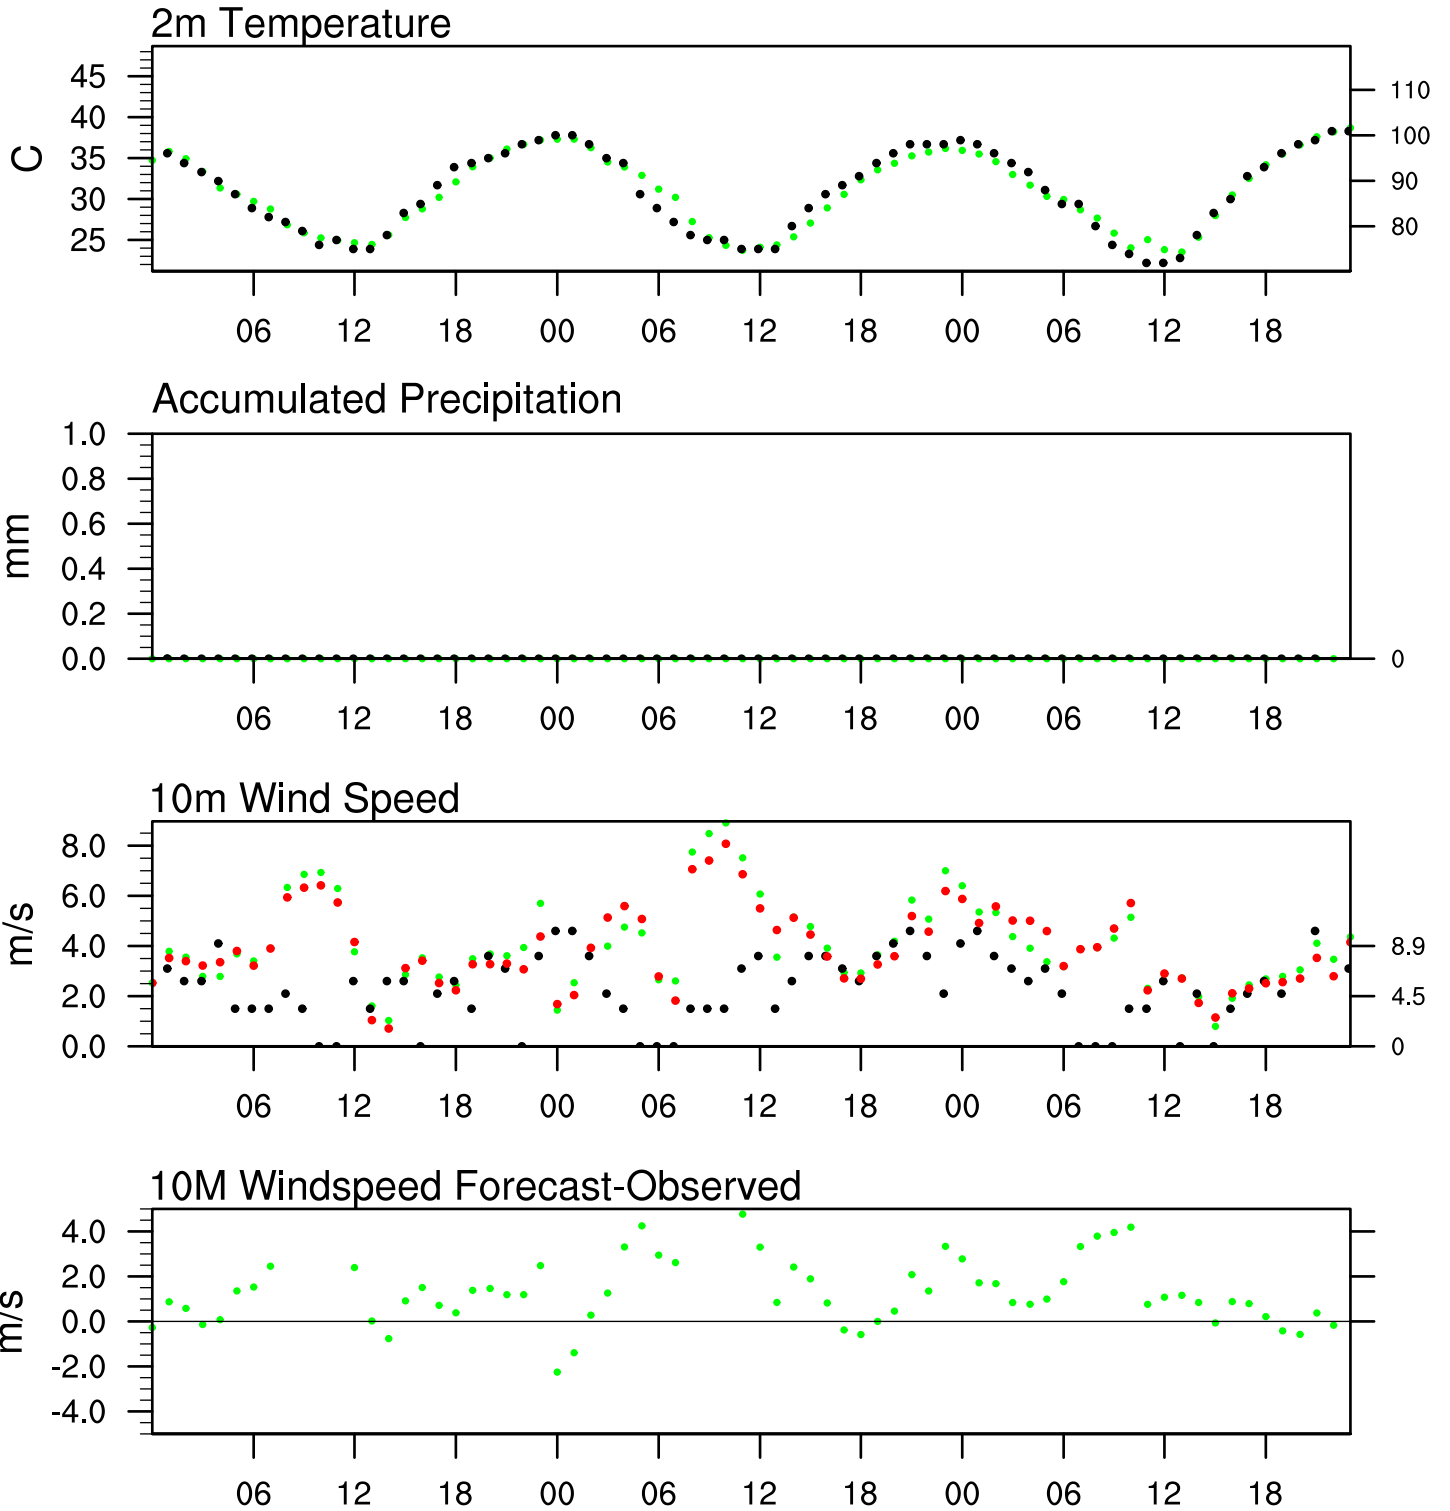 2m Temperature
45
40
35
30
25
C
110
100
90
80
06 12 18 00 06 12 18 00 06 12 18
Accumulated Precipitation
1.0
0.8
0.6
0.4
0.2
0.0
mm
0
06 12 18 00 06 12 18 00 06 12 18
10m Wind Speed
8.0
6.0
4.0
2.0
0.0
m/s
8.9
4.5
0
06 12 18 00 06 12 18 00 06 12 18
10M Windspeed Forecast-Observed
4.0
2.0
0.0
-2.0
-4.0
m/s
06 12 18 00 06 12 18 00 06 12 18